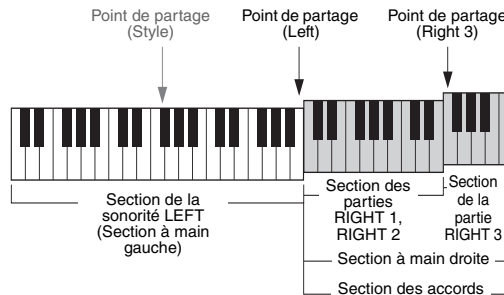 Point de partage
(Style)
Point de partage
(Left)
Point de partage
(Right 3)
Section de la
sonorité LEFT
(Section à main
gauche)
Section des
parties
RIGHT 1,
RIGHT 2
Section
de la
partie
RIGHT 3
Section à main droite
Section des accords